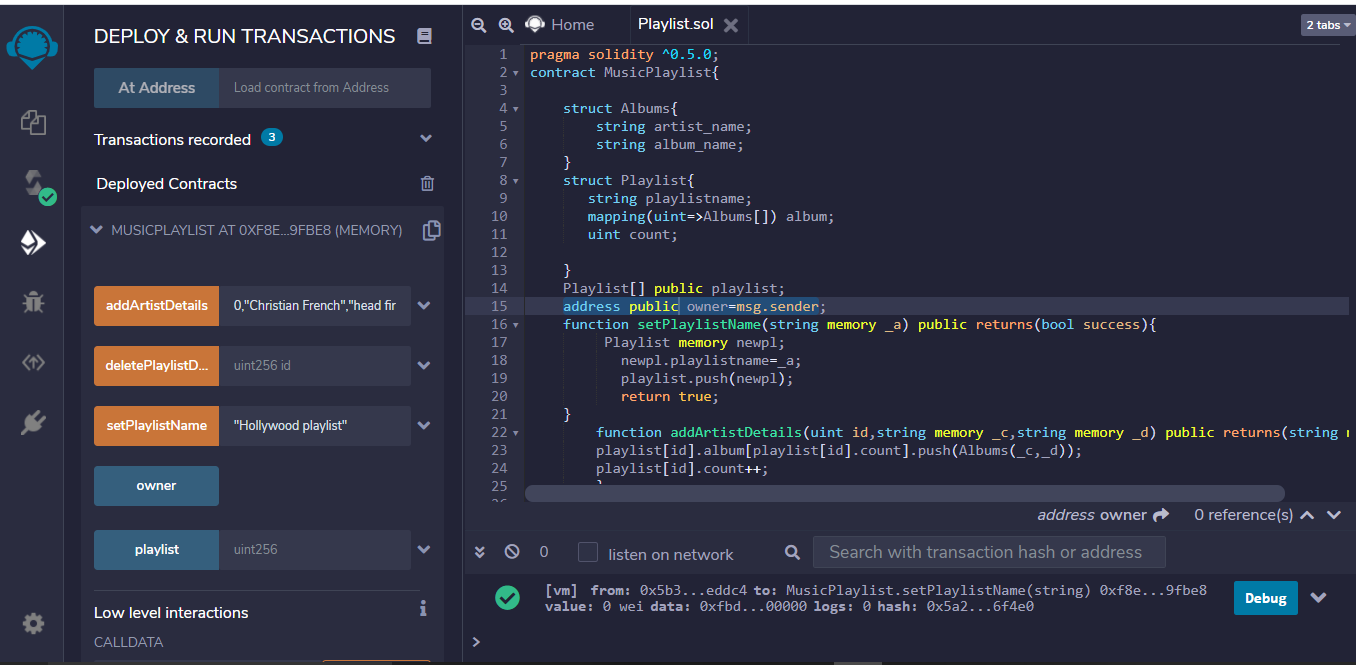 DEPLOY & RUN TRANSACTIONS
At Address
Load contract from Address
Transactions recorded 3
Deployed Contracts
MUSICPLAYLIST AT 0XF8E...9FBE8 (MEMORY)
addArtistDetails
0,"Christian French","head fir
deletePlaylistD...
uint256 id
setPlaylistName
"Hollywood playlist"
owner
playlist
uint256
Low level interactions
i
CALLDATA
Home
Playlist.sol
2 tabs
1 pragma solidity ^0.5.0;
2 contract MusicPlaylist{
3
4 struct Albums{
5 string artist_name;
6 string album_name;
7 }
8 struct Playlist{
9 string playlistname;
10 mapping(uint=>Albums[]) album;
11 uint count;
12
13 }
14 Playlist[] public playlist;
15 address public owner=msg.sender;
16 function setPlaylistName(string memory _a) public returns(bool success){
17 Playlist memory newpl;
18 newpl.playlistname=_a;
19 playlist.push(newpl);
20 return true;
21 }
22 function addArtistDetails(uint id,string memory _c,string memory _d) public returns(string
23 playlist[id].album[playlist[id].count].push(Albums(_c,_d));
24 playlist[id].count++;
25 }
address owner 0 reference(s)
0
listen on network
Search with transaction hash or address
[vm] from: 0x5b3...eddc4 to: MusicPlaylist.setPlaylistName(string) 0xf8e...9fbe8
value: 0 wei data: 0xfbd...00000 logs: 0 hash: 0x5a2...6f4e0
Debug
>